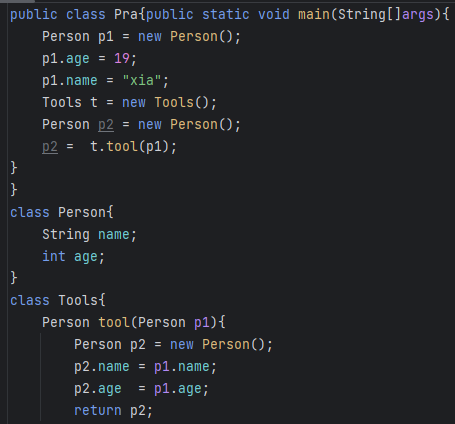 public class Pra{public static void main(String[]args){
    Person p1 = new Person();
    p1.age = 19;
    p1.name = "xia";
    Tools t = new Tools();
    Person p2 = new Person();
    p2 =  t.tool(p1);
}
}
class Person{
    String name;
    int age;
}
class Tools{
    Person tool(Person p1){
        Person p2 = new Person();
        p2.name = p1.name;
        p2.age  = p1.age;
        return p2;